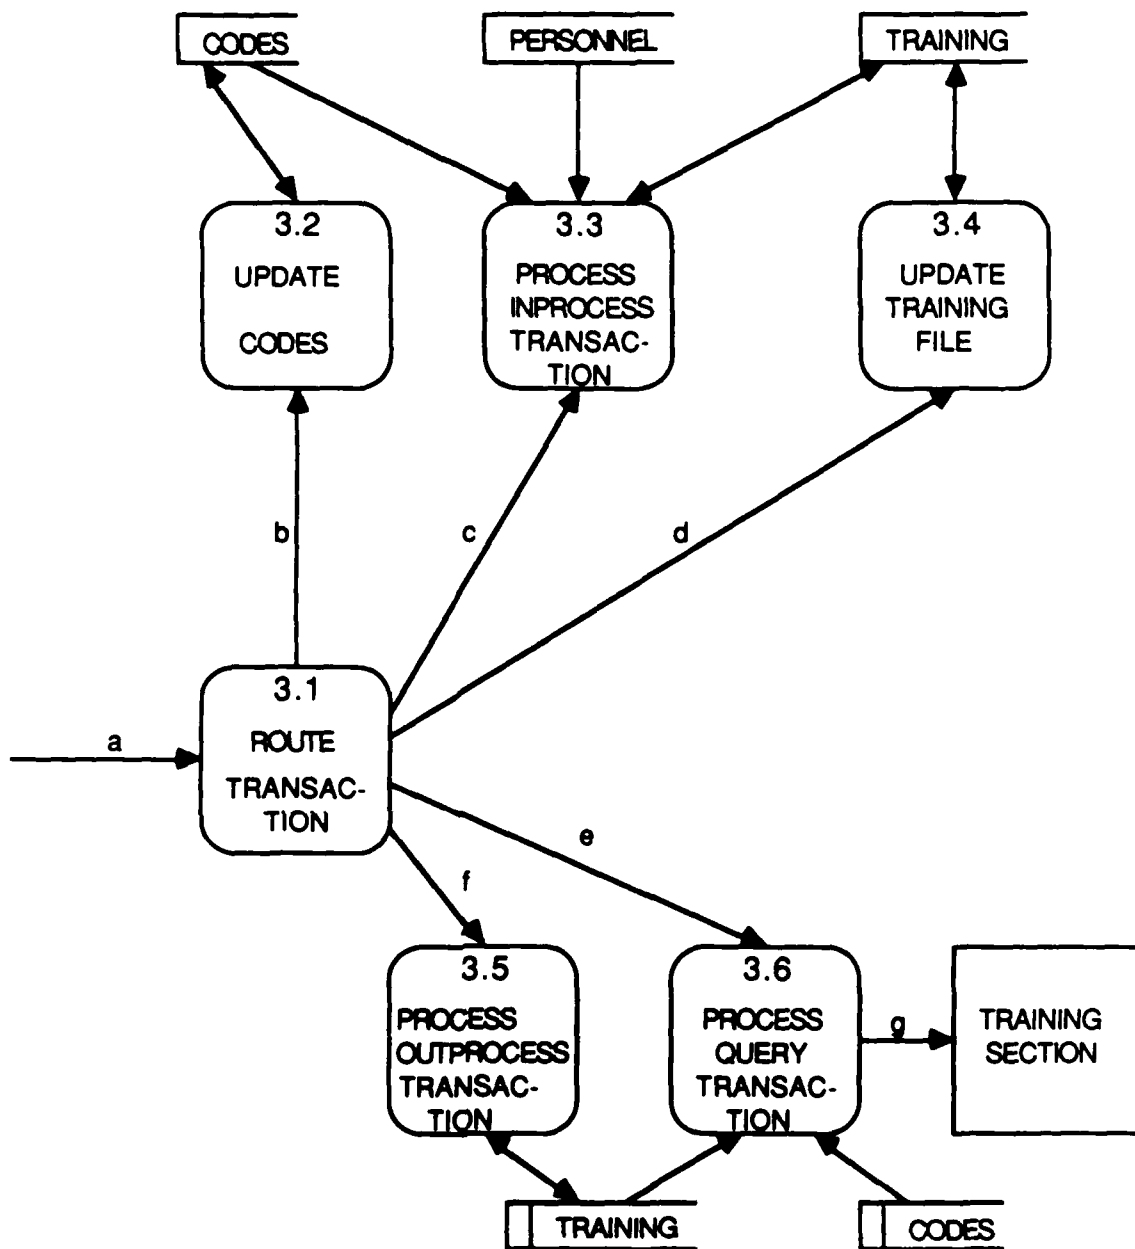 CODES
PERSONNEL
TRAINING
3.2
UPDATE
CODES
3.3
PROCESS
INPROCESS
TRANSAC-
TION
3.4
UPDATE
TRAINING
FILE
b
c
d
3.1
ROUTE
TRANSAC-
TION
a
e
f
3.5
PROCESS
OUTPROCESS
TRANSAC-
TION
3.6
PROCESS
QUERY
TRANSAC-
TION
g
TRAINING
SECTION
TRAINING
CODES